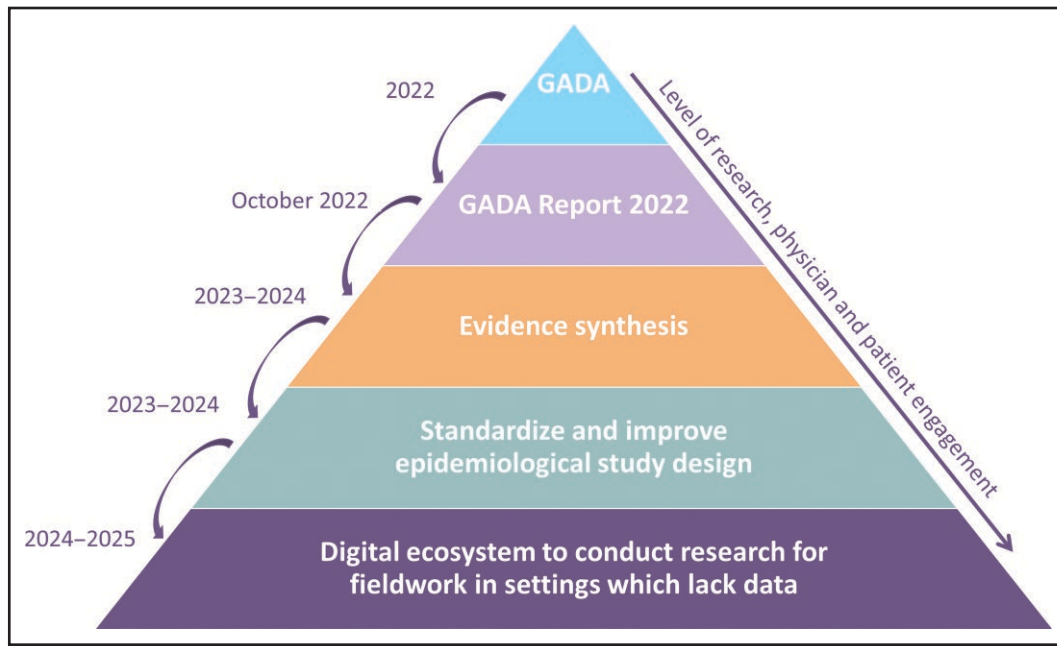 GADA
2022
GADA Report 2022
October 2022
Evidence synthesis
2023–2024
Standardize and improve
epidemiological study design
2023–2024
Digital ecosystem to conduct research for
fieldwork in settings which lack data
2024–2025
Level of research, physician and patient engagement